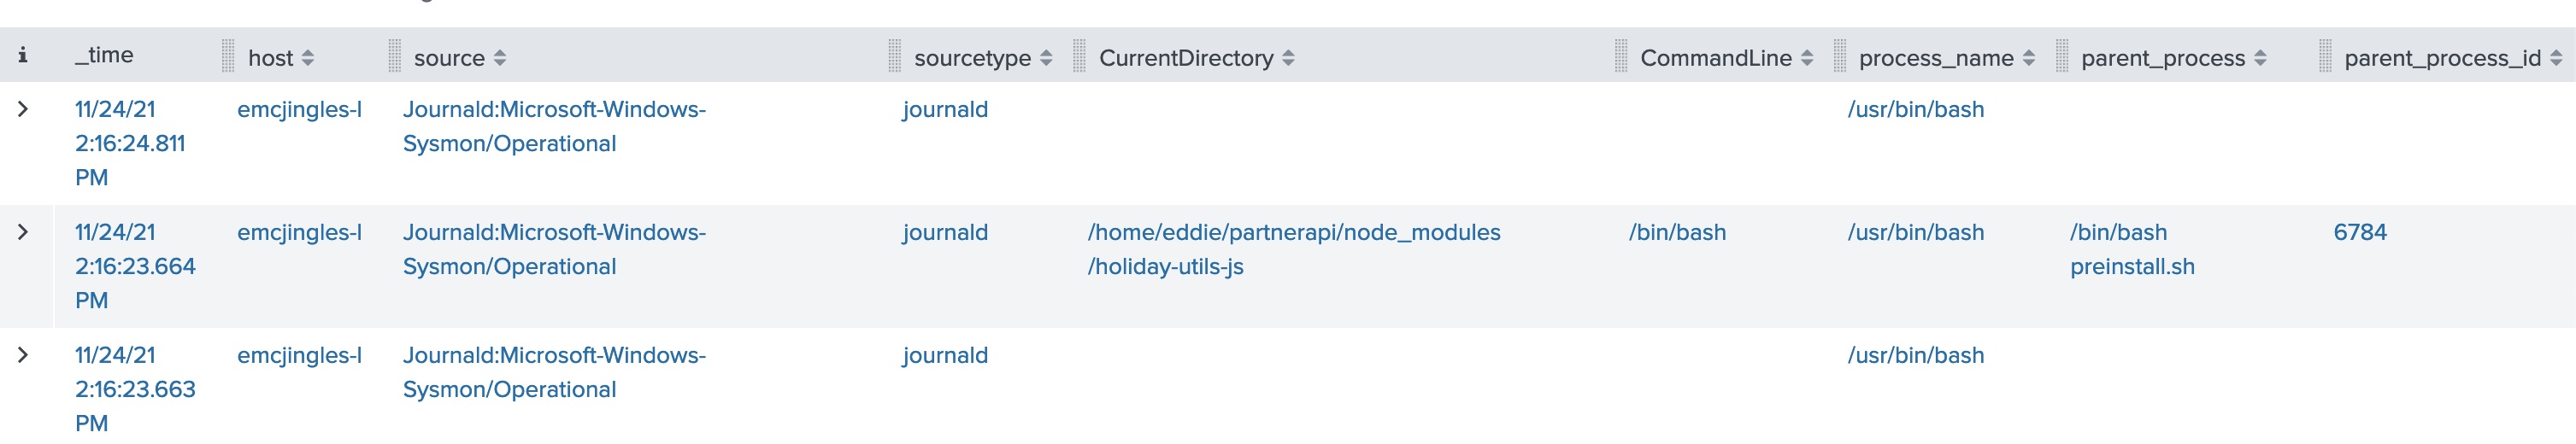 i _time host source sourcetype CurrentDirectory CommandLine process_name parent_process parent_process_id
11/24/21 emcjingles-l Journald:Microsoft-Windows- journald /usr/bin/bash
2:16:24.811 Sysmon/Operational
PM
11/24/21 emcjingles-l Journald:Microsoft-Windows- journald /home/eddie/partnerapi/node_modules /bin/bash /usr/bin/bash /bin/bash 6784
2:16:23.664 Sysmon/Operational /holiday-utils-js preinstall.sh
PM
11/24/21 emcjingles-l Journald:Microsoft-Windows- journald /usr/bin/bash
2:16:23.663 Sysmon/Operational
PM